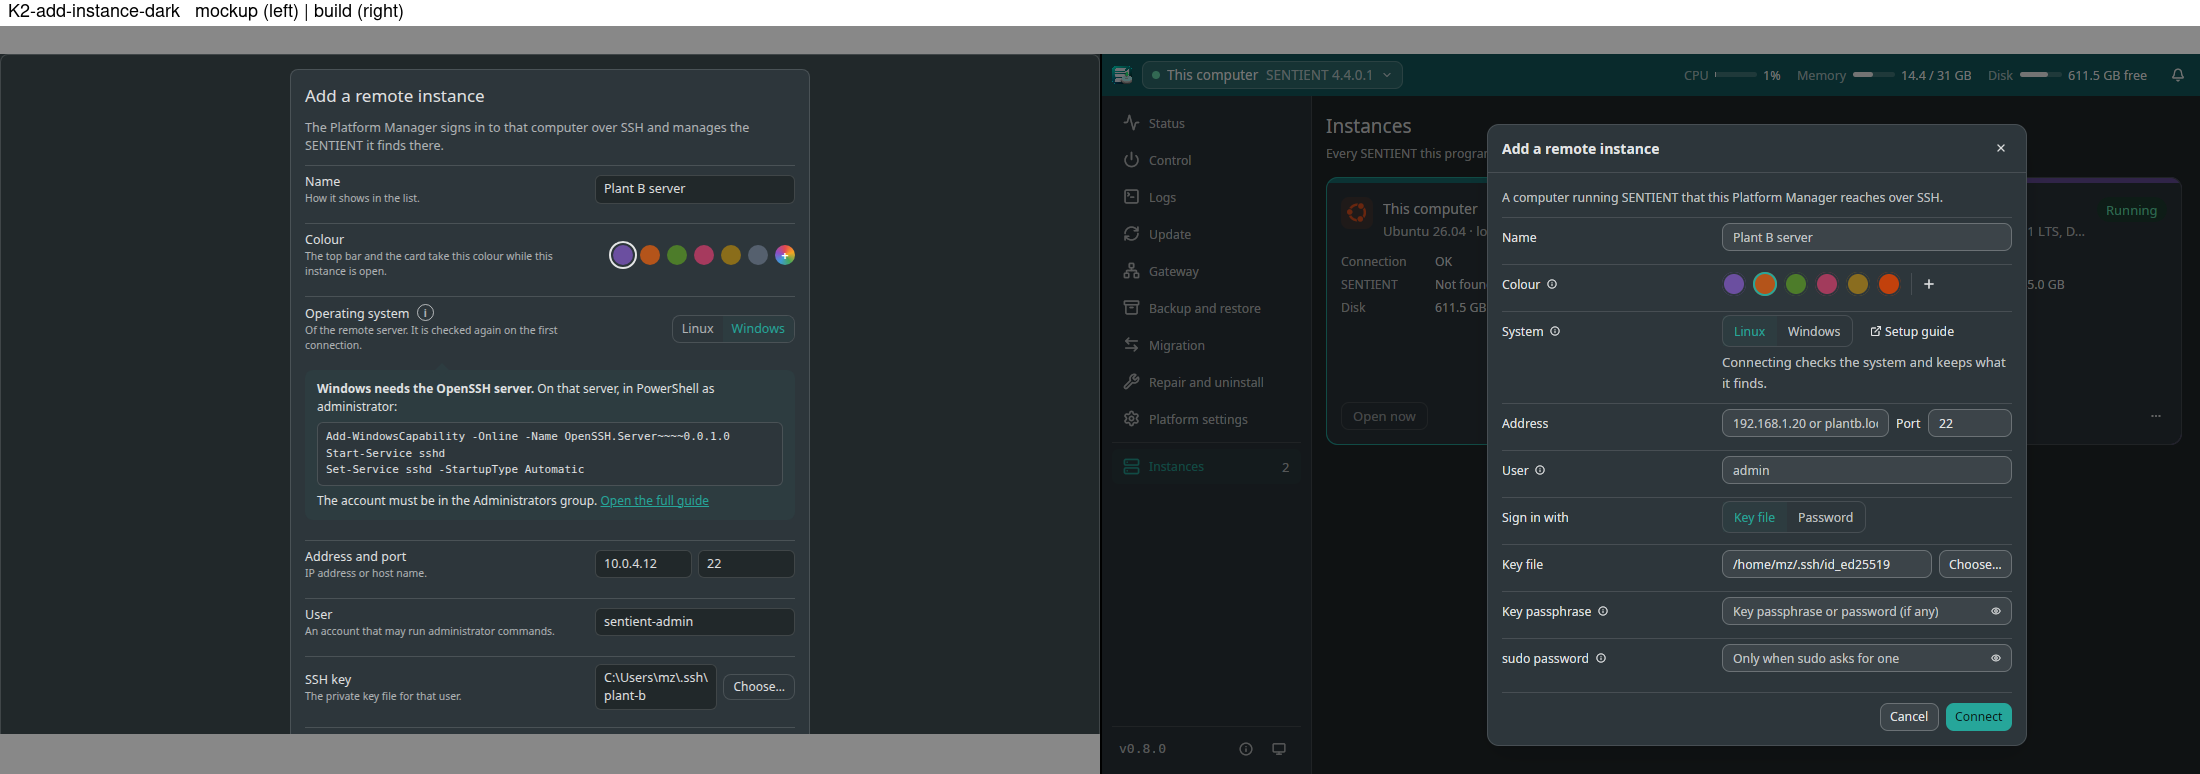 K2-add-instance-dark   mockup (left) | build (right)
Add a remote instance
The Platform Manager signs in to that computer over SSH and manages the
SENTIENT it finds there.
Name
How it shows in the list.
Plant B server
Colour
The top bar and the card take this colour while this
instance is open.
Operating system
Of the remote server. It is checked again on the first
connection.
Linux Windows
Windows needs the OpenSSH server. On that server, in PowerShell as
administrator:
Add-WindowsCapability -Online -Name OpenSSH.Server~~~~0.0.1.0
Start-Service sshd
Set-Service sshd -StartupType Automatic
The account must be in the Administrators group. Open the full guide
Address and port
IP address or host name.
10.0.4.12
22
User
An account that may run administrator commands.
sentient-admin
SSH key
The private key file for that user.
C:\Users\mz\.ssh\
plant-b
Choose...
This computer SENTIENT 4.4.0.1
CPU 1% Memory 14.4 / 31 GB Disk 611.5 GB free
Status
Control
Logs
Update
Gateway
Backup and restore
Migration
Repair and uninstall
Platform settings
Instances 2
v0.8.0
Instances
Every SENTIENT this program
This computer
Ubuntu 26.04 · lo
Connection OK
SENTIENT Not foun
Disk 611.5 GB
Open now
Running
1 LTS, D...
5.0 GB
...
Add a remote instance
A computer running SENTIENT that this Platform Manager reaches over SSH.
Name Plant B server
Colour
System Linux Windows Setup guide
Connecting checks the system and keeps what
it finds.
Address 192.168.1.20 or plantb.loc Port 22
User admin
Sign in with Key file Password
Key file /home/mz/.ssh/id_ed25519 Choose...
Key passphrase Key passphrase or password (if any)
sudo password Only when sudo asks for one
Cancel Connect